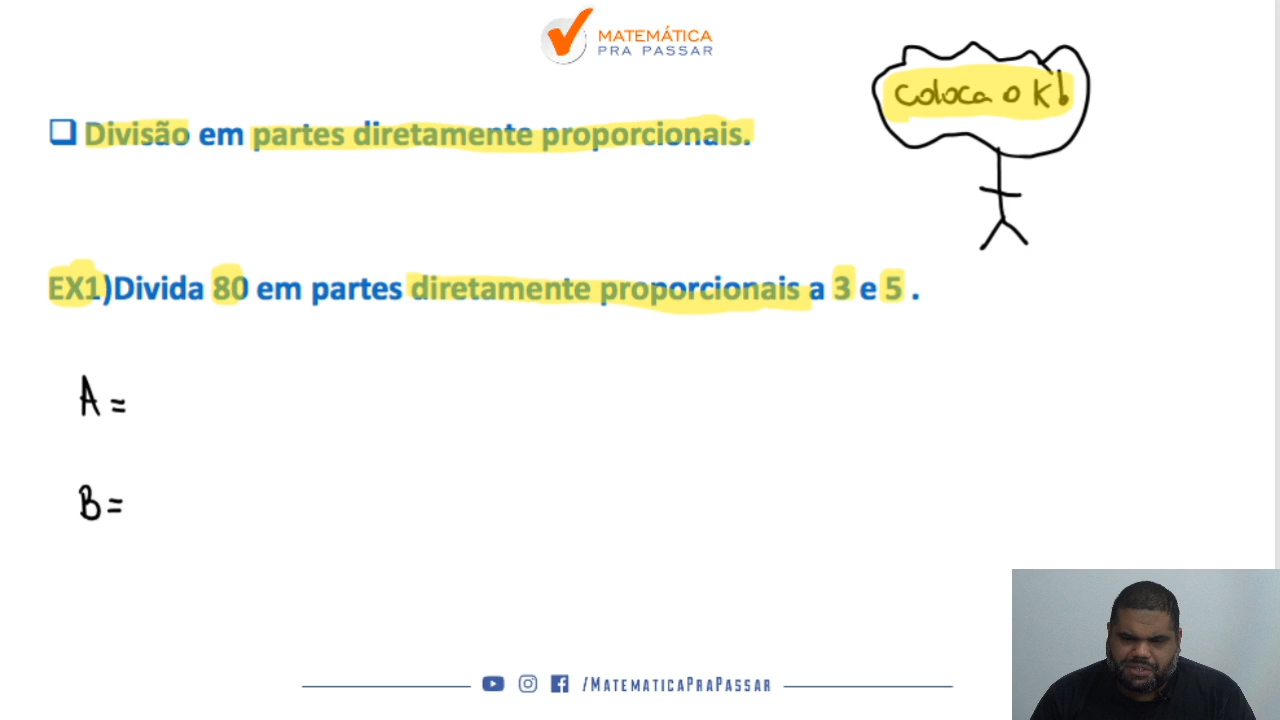 MATEMÁTICA
PRA PASSAR
Coloca o K!
❑ Divisão em partes diretamente proporcionais.
EX1)Divida 80 em partes diretamente proporcionais a 3 e 5 .
A =
B =
/MATEMATICAPRAPASSAR